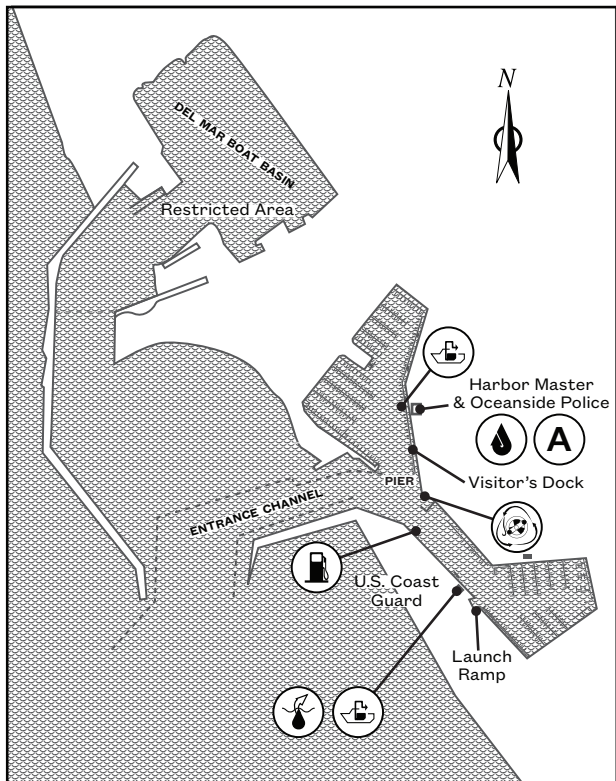 N
DEL MAR BOAT BASIN
Restricted Area
Harbor Master
& Oceanside Police
A
Visitor's Dock
PIER
ENTRANCE CHANNEL
U.S. Coast
Guard
Launch
Ramp